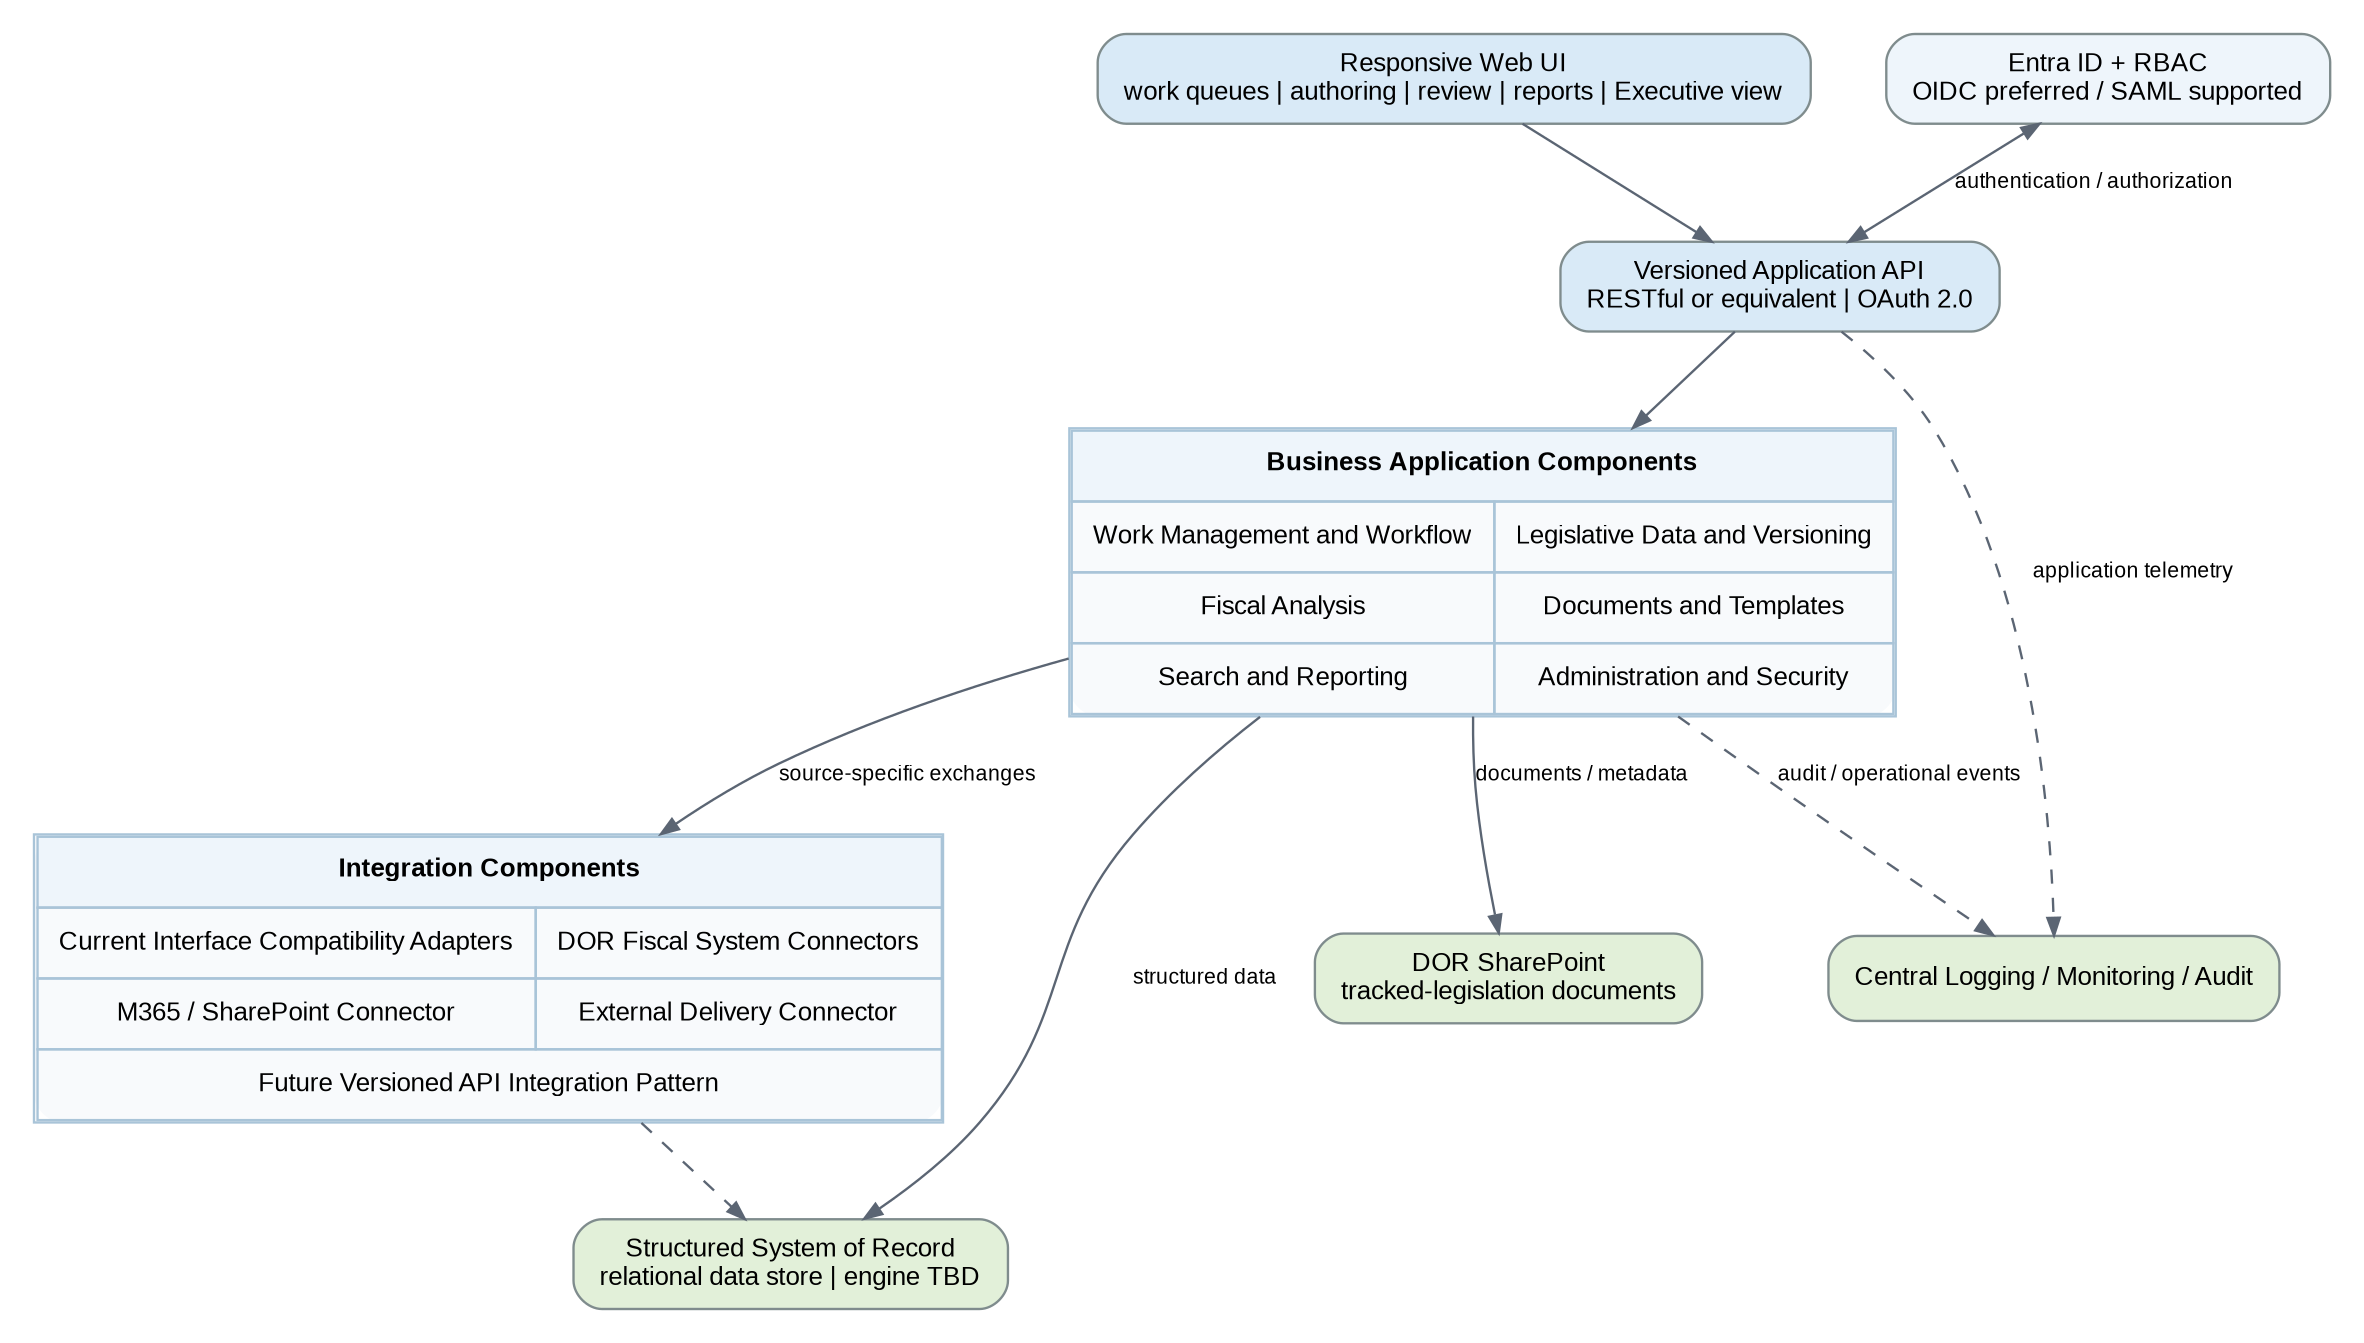 Responsive Web UI
work queues | authoring | review | reports | Executive view
Entra ID + RBAC
OIDC preferred / SAML supported
authentication / authorization
Versioned Application API
RESTful or equivalent | OAuth 2.0
Business Application Components
Work Management and Workflow
Legislative Data and Versioning
Fiscal Analysis
Documents and Templates
Search and Reporting
Administration and Security
application telemetry
source-specific exchanges
documents / metadata
audit / operational events
Integration Components
Current Interface Compatibility Adapters
DOR Fiscal System Connectors
M365 / SharePoint Connector
External Delivery Connector
Future Versioned API Integration Pattern
structured data
DOR SharePoint
tracked-legislation documents
Central Logging / Monitoring / Audit
Structured System of Record
relational data store | engine TBD